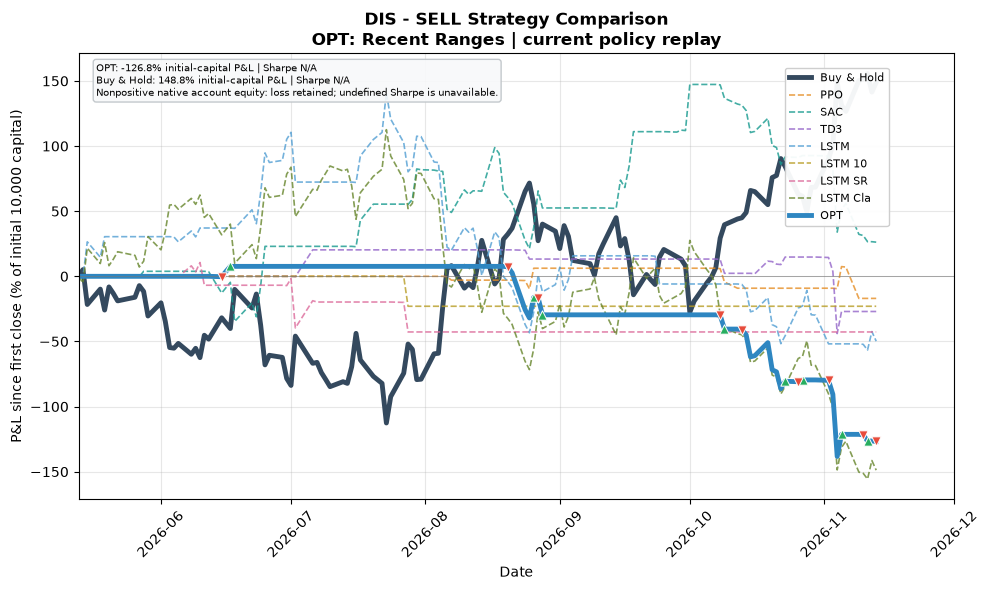 DIS - SELL Strategy Comparison
OPT: Recent Ranges | current policy replay
OPT: -126.8% initial-capital P&L | Sharpe N/A
Buy & Hold: 148.8% initial-capital P&L | Sharpe N/A
Nonpositive native account equity: loss retained; undefined Sharpe is unavailable.
Buy & Hold
PPO
SAC
TD3
LSTM
LSTM 10
LSTM SR
LSTM Cla
OPT
P&L since first close (% of initial 10,000 capital)
150
100
50
0
−50
−100
−150
2026-06
2026-07
2026-08
2026-09
2026-10
2026-11
2026-12
Date